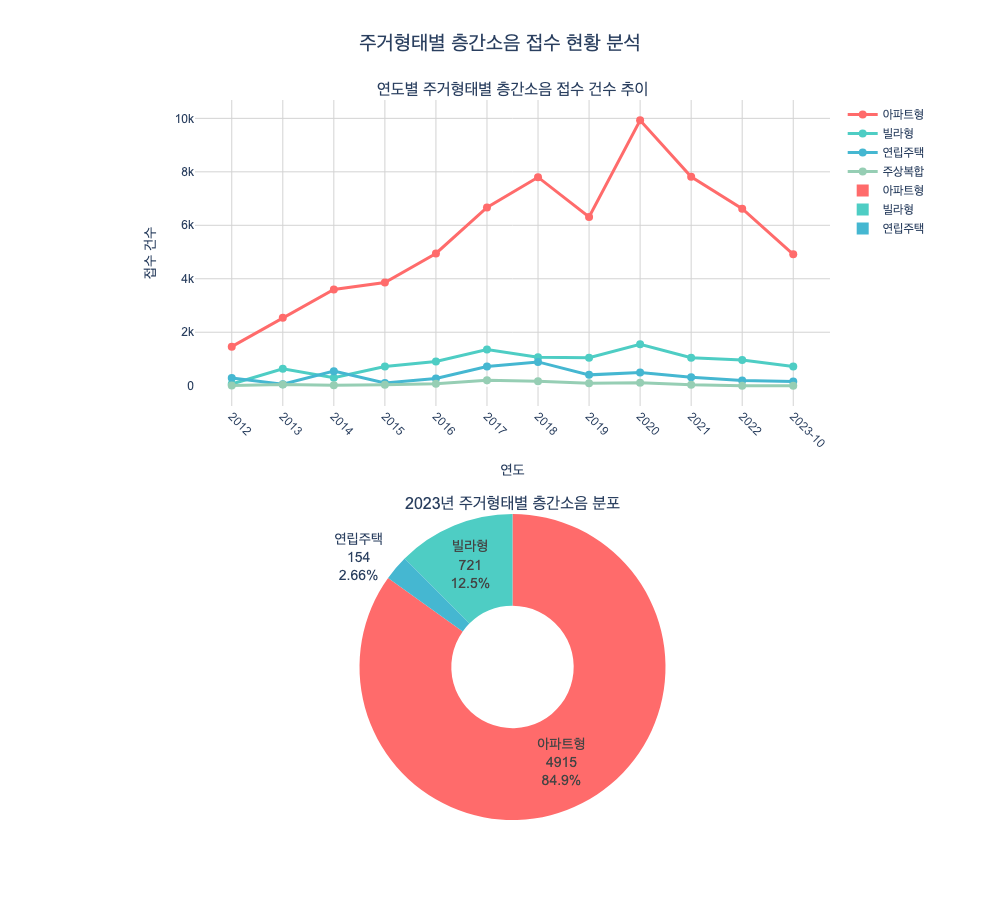 주거형태별 층간소음 접수 현황 분석
연도별 주거형태별 층간소음 접수 건수 추이
접수 건수
10k
8k
6k
4k
2k
0
2012
2013
2014
2015
2016
2017
2018
2019
2020
2021
2022
2023-10
연도
아파트형
빌라형
연립주택
주상복합
아파트형
빌라형
연립주택
2023년 주거형태별 층간소음 분포
연립주택
154
2.66%
빌라형
721
12.5%
아파트형
4915
84.9%